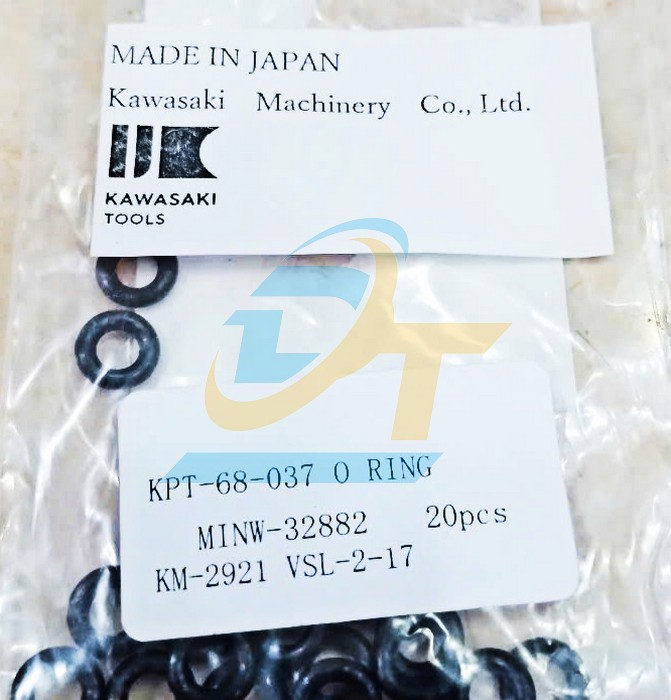 MADE IN JAPAN
Kawasaki Machinery Co., Ltd.
KAWASAKI
TOOLS
DT
KPT-68-037 O RING
MINW-32882 20pcs
KM-2921 VSL-2-17